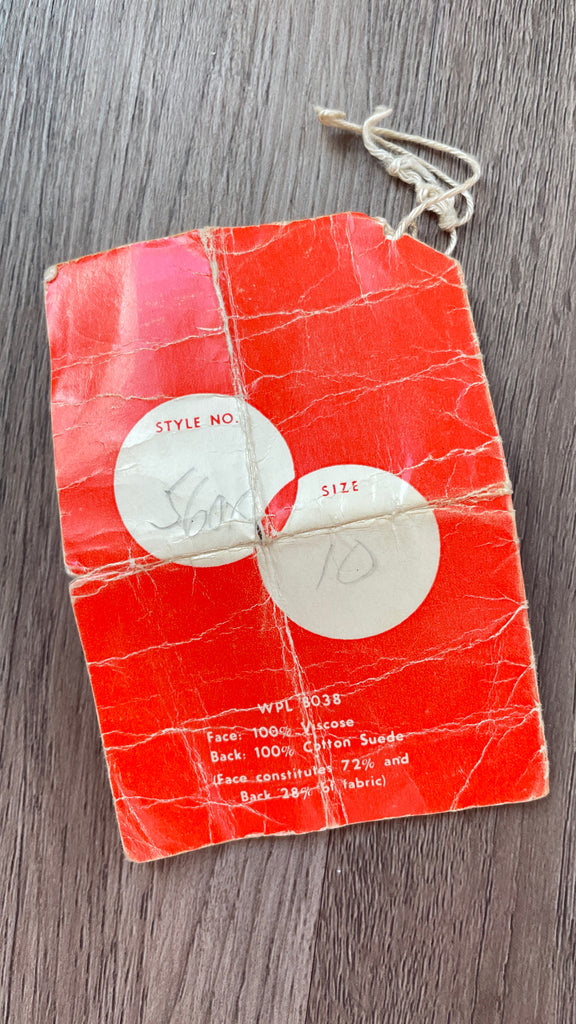 STYLE NO.
SIZE
10
WPL 8038
Face: 100% Viscose
Back: 100% Cotton Suede
(Face constitutes 72% and
Back 28% of fabric)